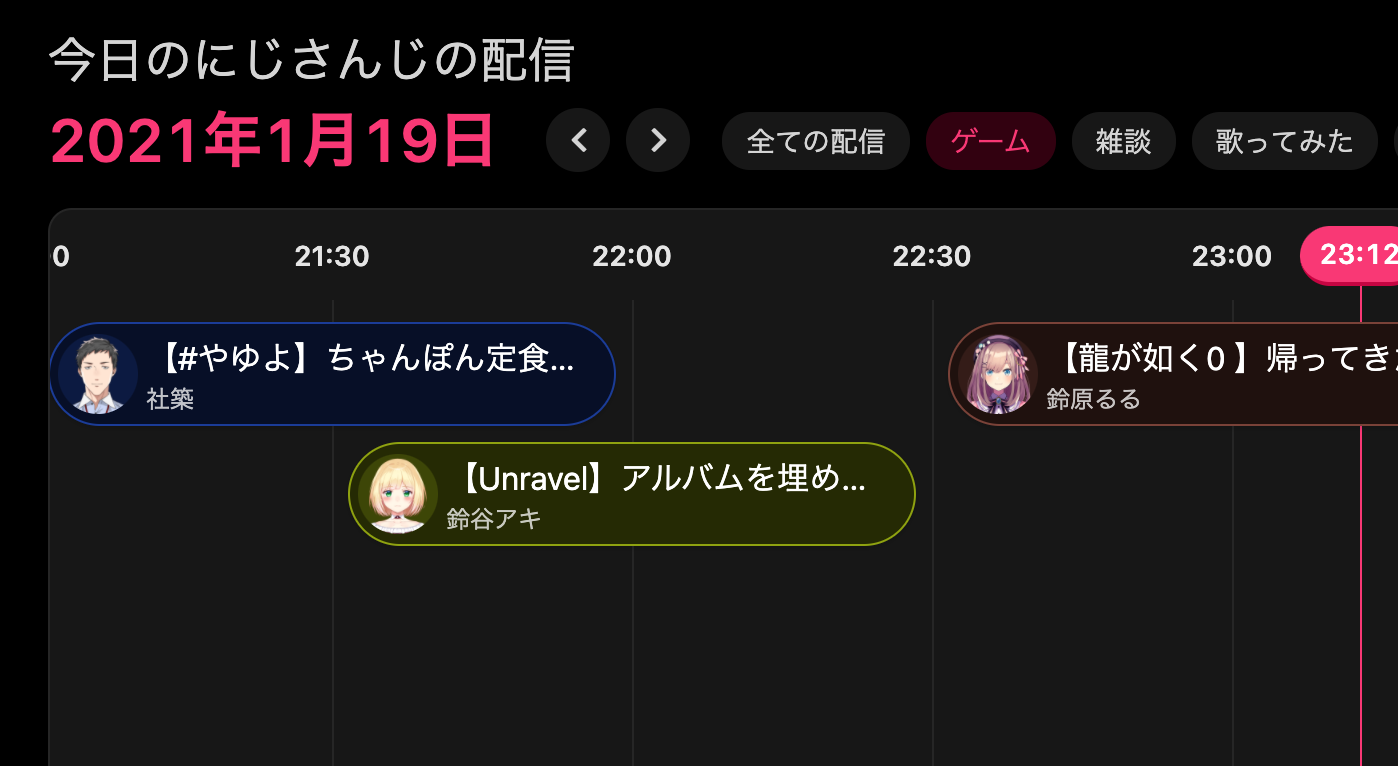 今日のにじさんじの配信
2021年1月19日
全ての配信
ゲーム
雑談
歌ってみた
0
21:30
22:00
22:30
23:00
23:12
【#やゆよ】ちゃんぽん定食...
社築
【龍が如く0 】帰ってき
鈴原るる
【Unravel】アルバムを埋め...
鈴谷アキ